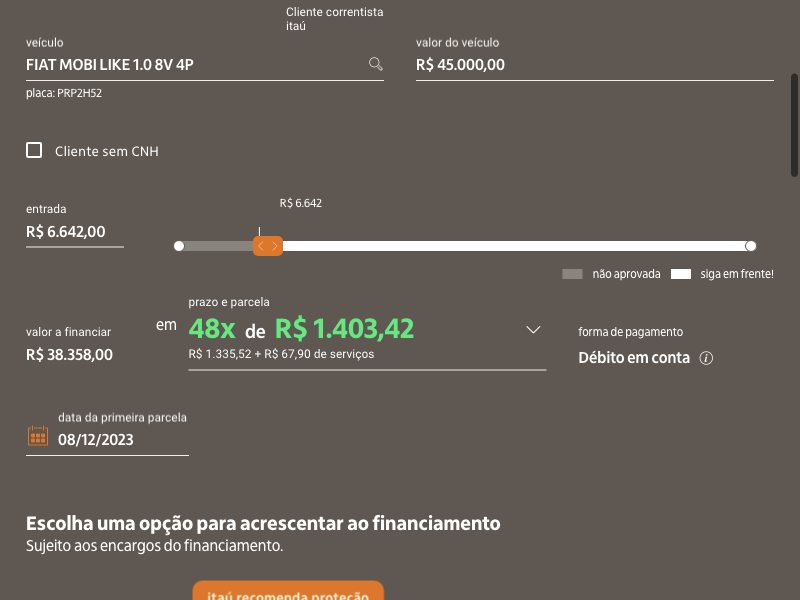 Cliente correntista
itaú
veículo
FIAT MOBI LIKE 1.0 8V 4P
placa: PRP2H52
valor do veículo
R$ 45.000,00
Cliente sem CNH
entrada
R$ 6.642,00
R$ 6.642
não aprovada
siga em frente!
valor a financiar
R$ 38.358,00
em
prazo e parcela
48x de R$ 1.403,42
R$ 1.335,52 + R$ 67,90 de serviços
forma de pagamento
Débito em conta
data da primeira parcela
08/12/2023
Escolha uma opção para acrescentar ao financiamento
Sujeito aos encargos do financiamento.
itaú recomenda proteção